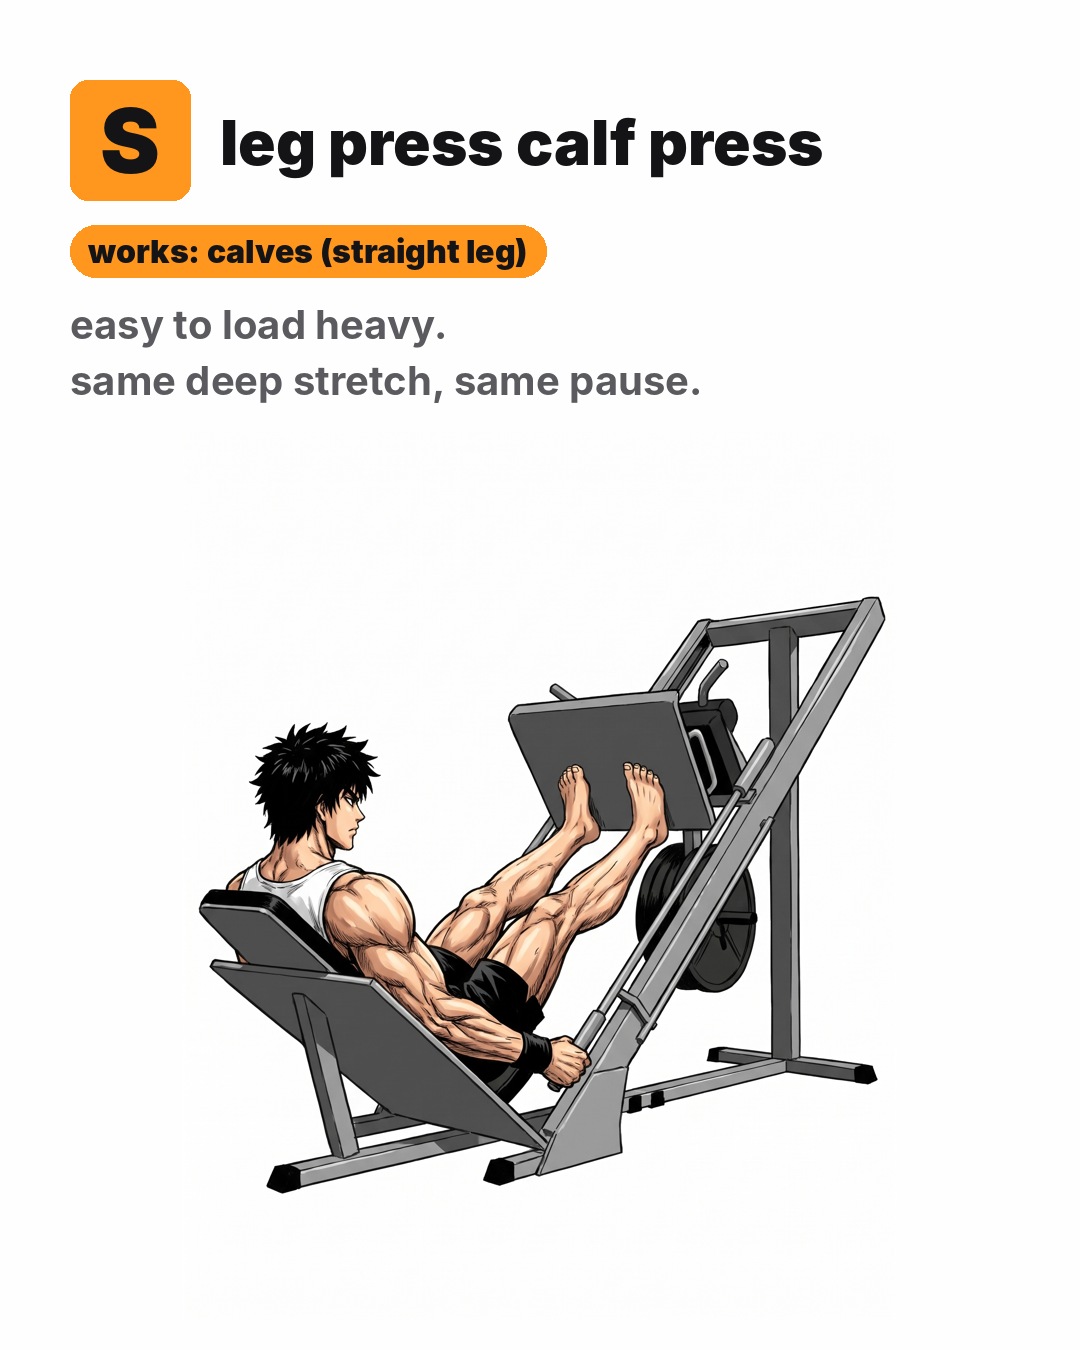 S
leg press calf press
works: calves (straight leg)
easy to load heavy.
same deep stretch, same pause.